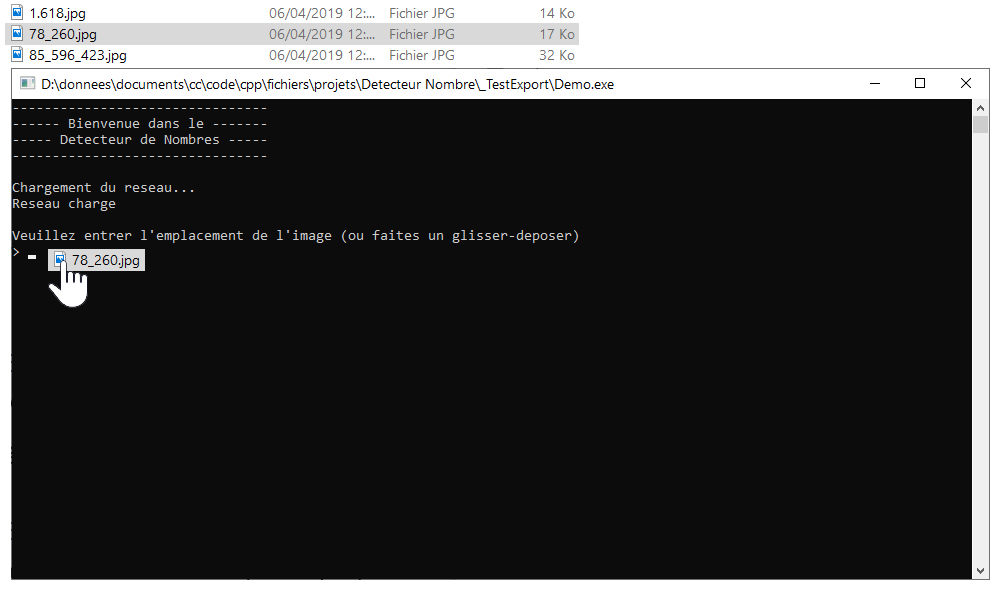 1.618.jpg 06/04/2019 12:... Fichier JPG 14 Ko
78_260.jpg 06/04/2019 12:... Fichier JPG 17 Ko
85_596_423.jpg 06/04/2019 12:... Fichier JPG 32 Ko
D:\donnees\documents\cc\code\cpp\fichiers\projets\Detecteur Nombre\_TestExport\Demo.exe
--------------------------------
------ Bienvenue dans le -------
----- Detecteur de Nombres -----
--------------------------------
Chargement du reseau...
Reseau charge
Veuillez entrer l'emplacement de l'image (ou faites un glisser-deposer)
>
78_260.jpg